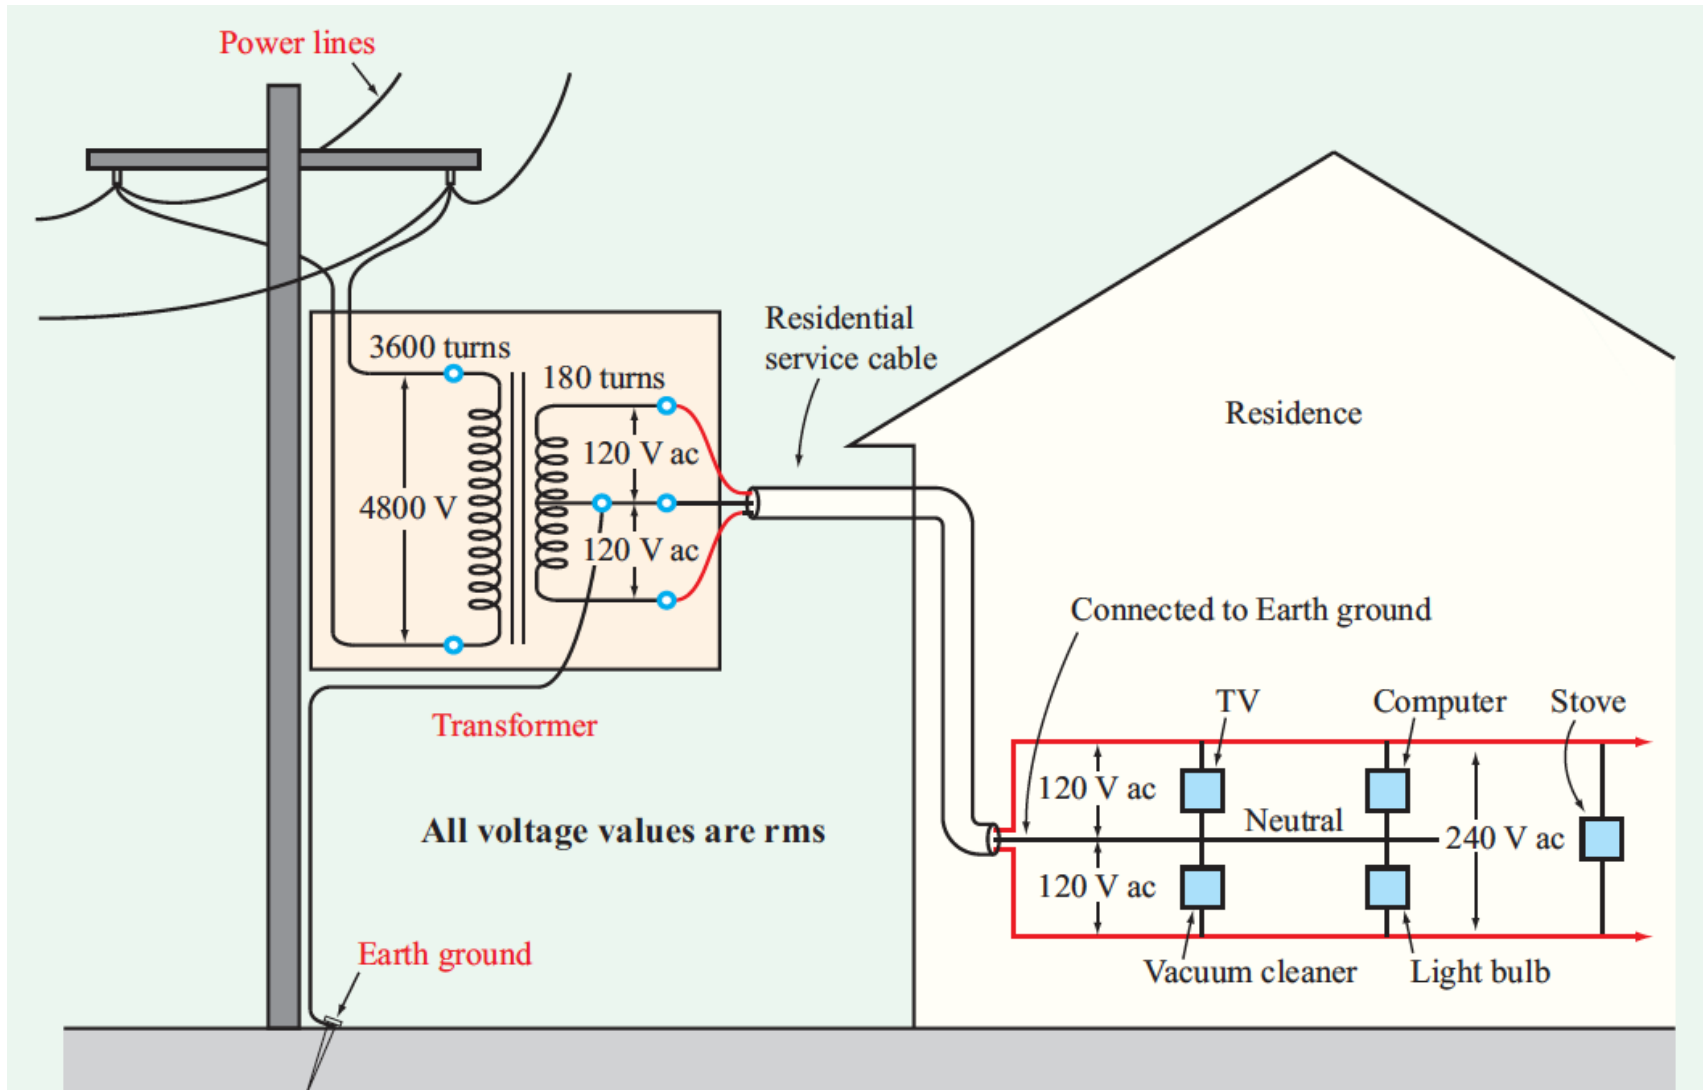 Power lines
3600 turns
180 turns
120 V ac
4800 V
120 V ac
Transformer
Residential
service cable
Residence
Connected to Earth ground
TV
Computer
Stove
120 V ac
Neutral
240 V ac
120 V ac
Vacuum cleaner
Light bulb
All voltage values are rms
Earth ground